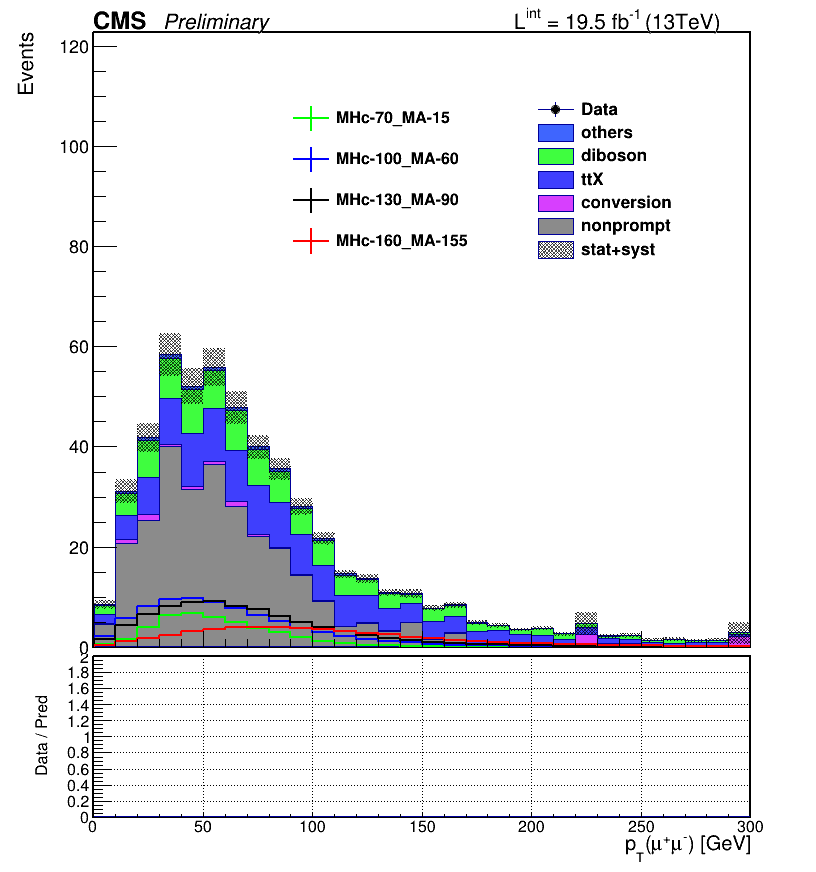 CMS Preliminary L^int = 19.5 fb^-1 (13TeV)
Events
120
100
80
60
40
20
0
MHc-70_MA-15
MHc-100_MA-60
MHc-130_MA-90
MHc-160_MA-155
Data
others
diboson
ttX
conversion
nonprompt
stat+syst
Data / Pred
2
1.8
1.6
1.4
1.2
1
0.8
0.6
0.4
0.2
0
0 50 100 150 200 250 300
p_T(μ^+μ^-) [GeV]